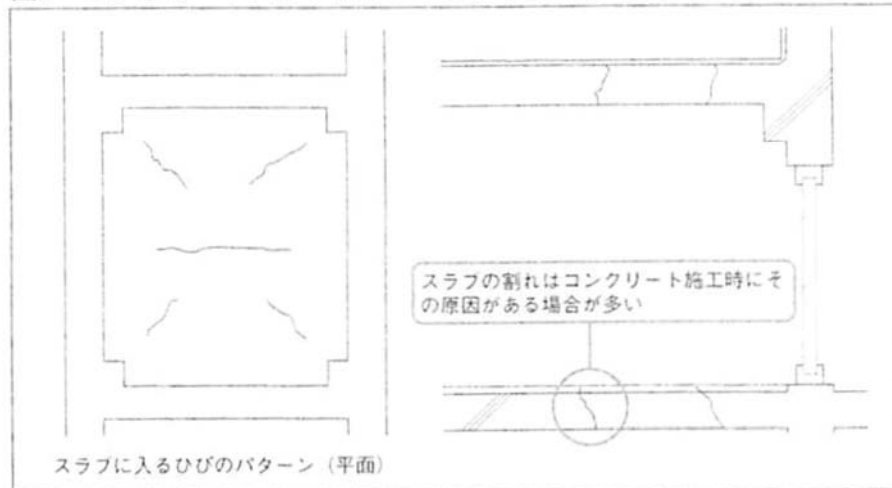 スラブの割れはコンクリート施工時にそ
の原因がある場合が多い
スラブに入るひびのパターン（平面）